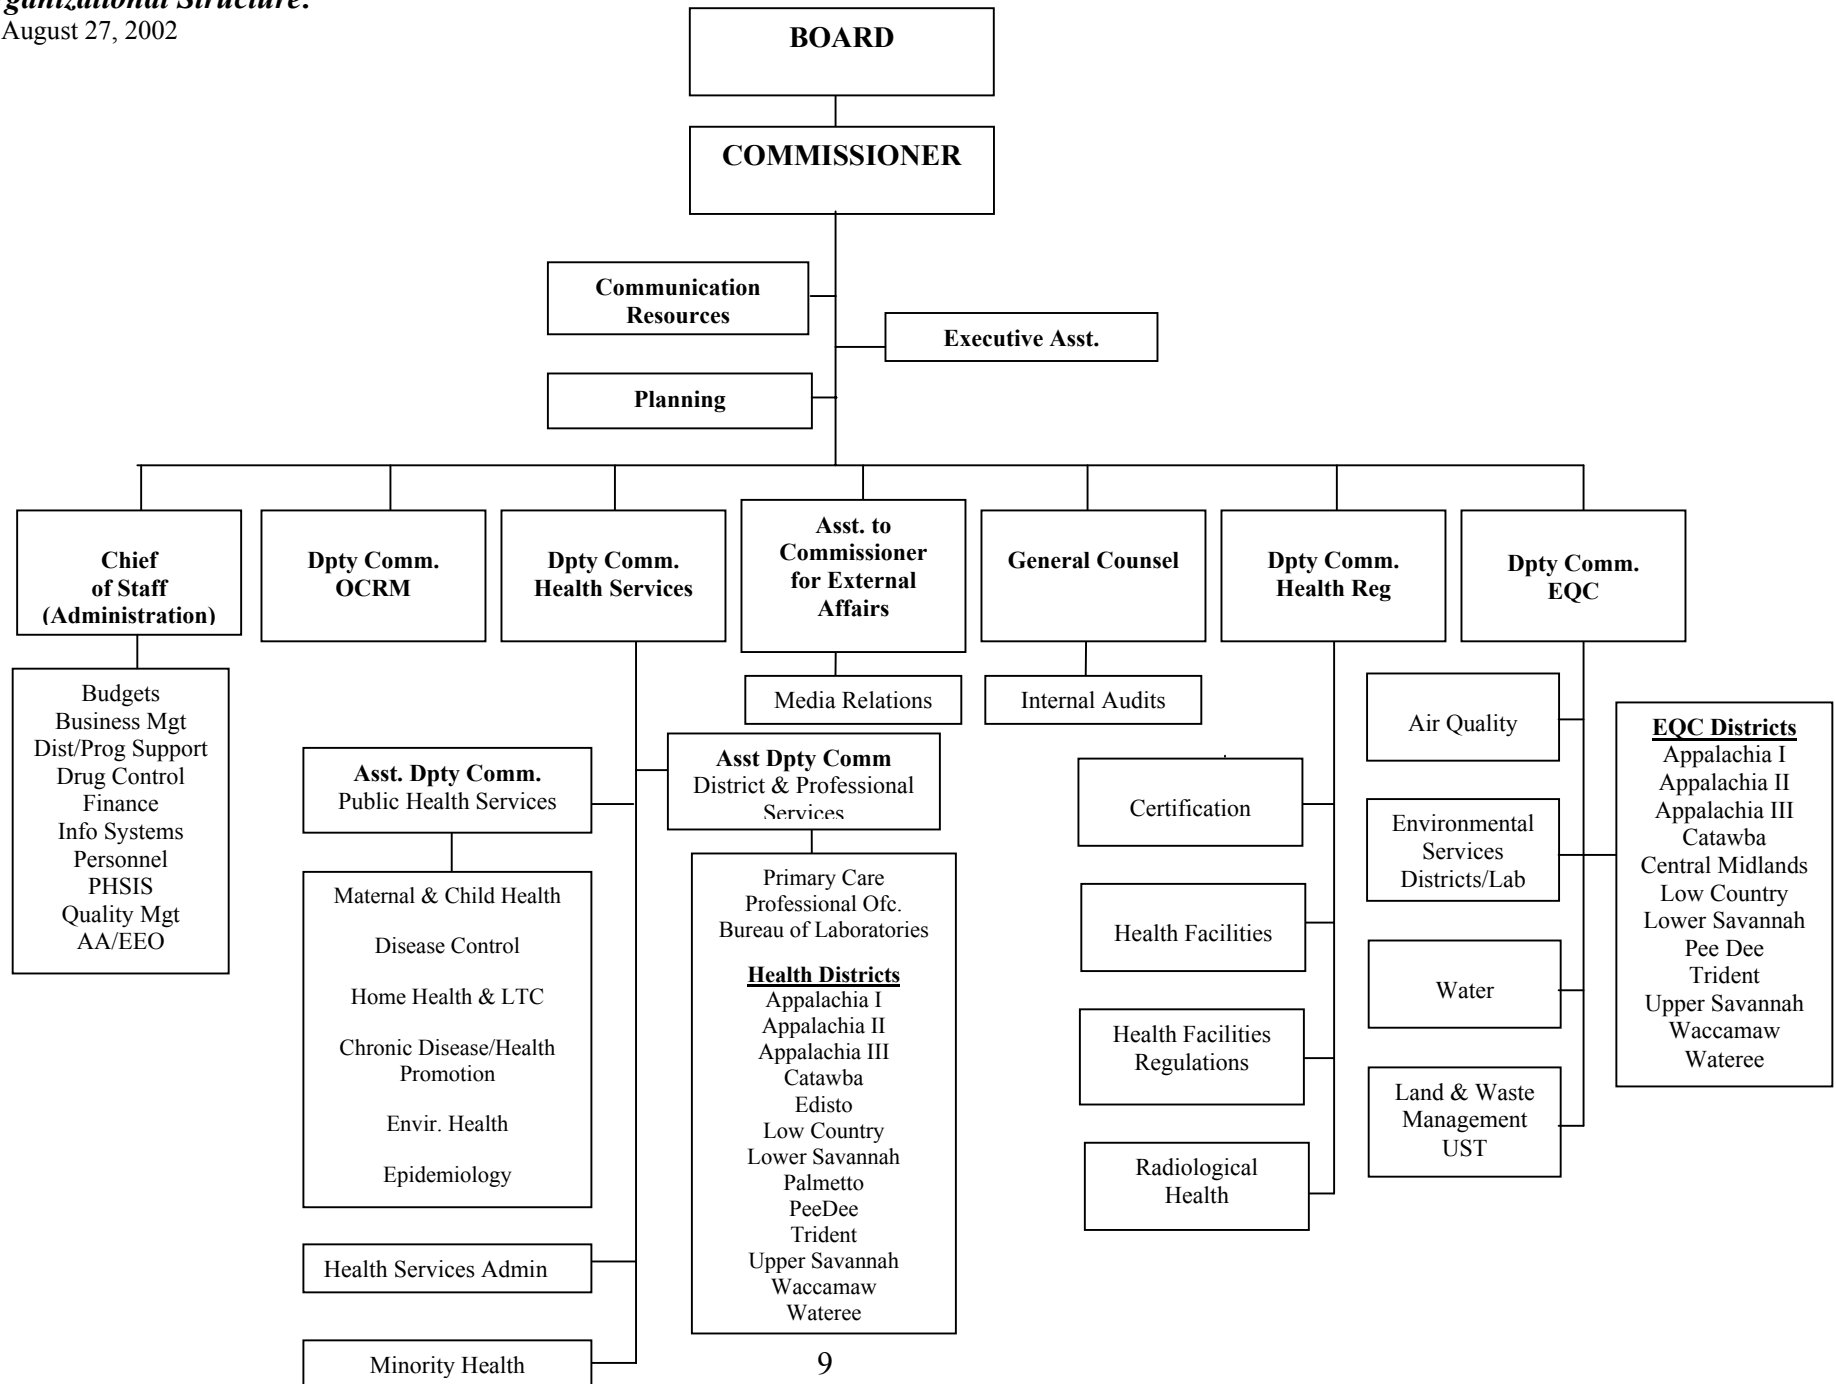 ganizational Structure:
August 27, 2002
BOARD
COMMISSIONER
Communication
Resources
Executive Asst.
Planning
Chief
of Staff
(Administration)
Dpty Comm.
OCRM
Dpty Comm.
Health Services
Asst. to
Commissioner
for External
Affairs
General Counsel
Dpty Comm.
Health Reg
Dpty Comm.
EQC
Budgets
Business Mgt
Dist/Prog Support
Drug Control
Finance
Info Systems
Personnel
PHSIS
Quality Mgt
AA/EEO
Asst. Dpty Comm.
Public Health Services
Maternal & Child Health
Disease Control
Home Health & LTC
Chronic Disease/Health
Promotion
Envir. Health
Epidemiology
Health Services Admin
Minority Health
Asst Dpty Comm
District & Professional
Services
Primary Care
Professional Ofc.
Bureau of Laboratories
Health Districts
Appalachia I
Appalachia II
Appalachia III
Catawba
Edisto
Low Country
Lower Savannah
Palmetto
PeeDee
Trident
Upper Savannah
Waccamaw
Wateree
Media Relations
Internal Audits
Certification
Health Facilities
Health Facilities
Regulations
Radiological
Health
Air Quality
Environmental
Services
Districts/Lab
Water
Land & Waste
Management
UST
EQC Districts
Appalachia I
Appalachia II
Appalachia III
Catawba
Central Midlands
Low Country
Lower Savannah
Pee Dee
Trident
Upper Savannah
Waccamaw
Wateree
9